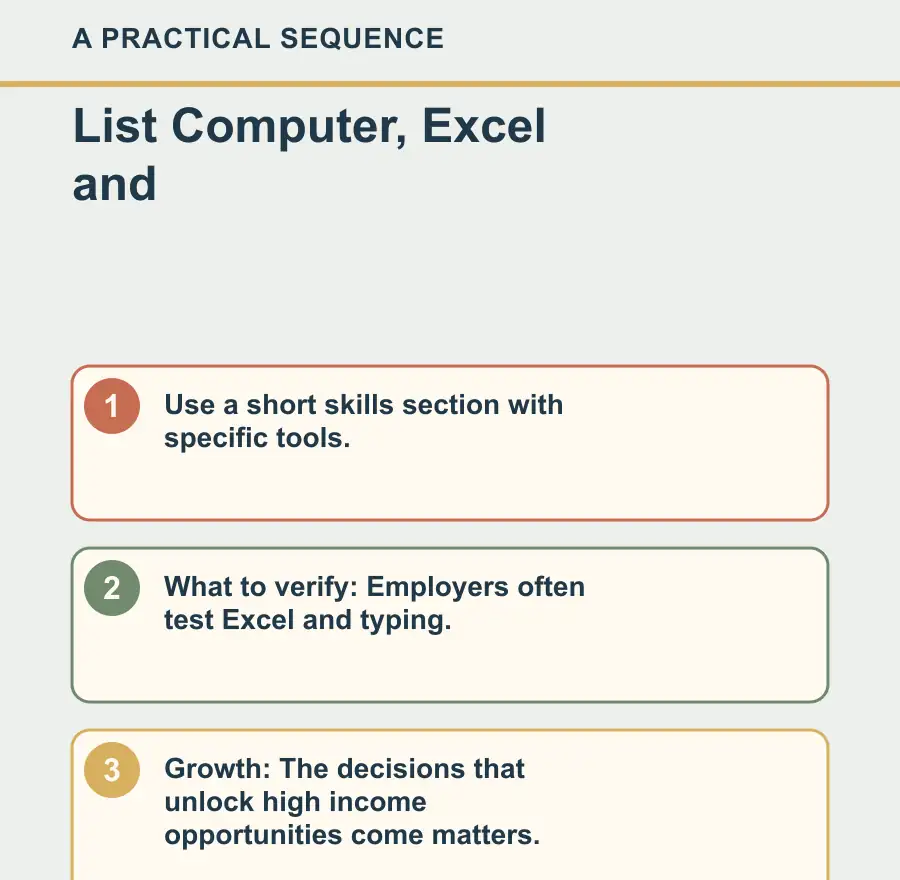 A PRACTICAL SEQUENCE
List Computer, Excel
and
1
Use a short skills section with
specific tools.
2
What to verify: Employers often
test Excel and typing.
3
Growth: The decisions that
unlock high income
opportunities come matters.